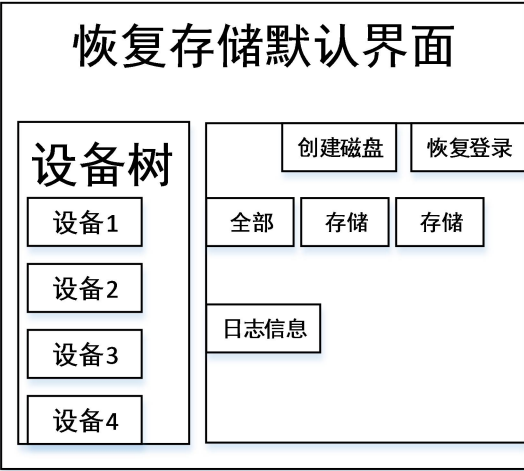 恢复存储默认界面
设备树
设备1
设备2
设备3
设备4
创建磁盘
恢复登录
全部
存储
存储
日志信息